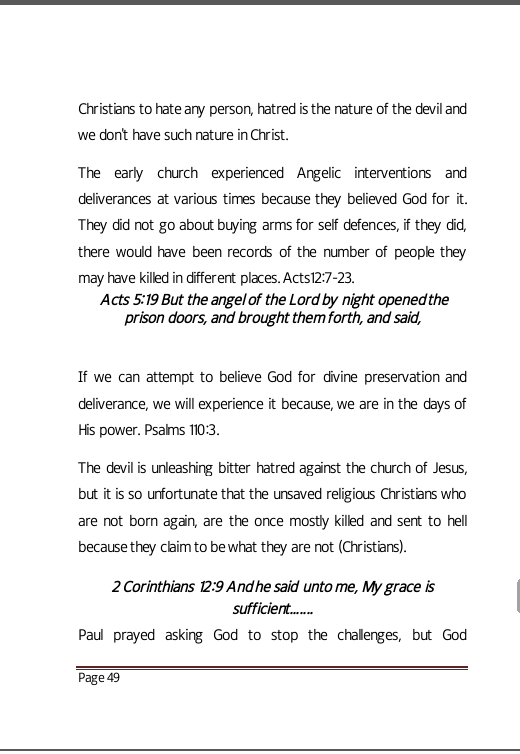 Christians to hate any person, hatred is the nature of the devil and
we don't have such nature in Christ.
The early church experienced Angelic interventions and
deliverances at various times because they believed God for it.
They did not go about buying arms for self defences, if they did,
there would have been records of the number of people they
may have killed in different places. Acts12:7-23.
Acts 5:19 But the angel of the Lord by night opened the
prison doors, and brought them forth, and said,
If we can attempt to believe God for divine preservation and
deliverance, we will experience it because, we are in the days of
His power. Psalms 110:3.
The devil is unleashing bitter hatred against the church of Jesus,
but it is so unfortunate that the unsaved religious Christians who
are not born again, are the once mostly killed and sent to hell
because they claim to be what they are not (Christians).
2 Corinthians 12:9 And he said unto me, My grace is
sufficient.......
Paul prayed asking God to stop the challenges, but God
Page 49